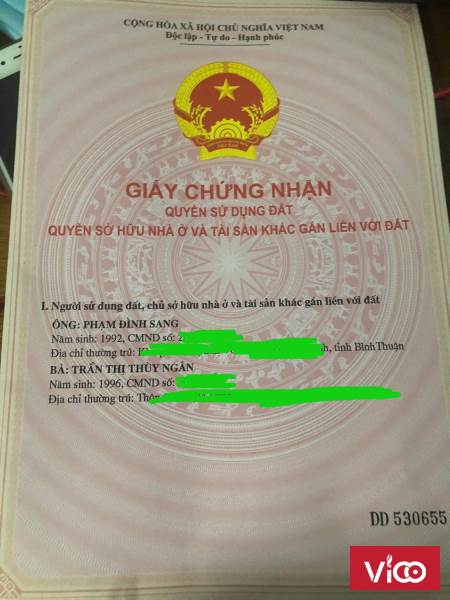 CỘNG HÒA XÃ HỘI CHỦ NGHĨA VIỆT NAM
Độc lập - Tự do - Hạnh phúc
GIẤY CHỨNG NHẬN
QUYỀN SỬ DỤNG ĐẤT
QUYỀN SỞ HỮU NHÀ Ở VÀ TÀI SẢN KHÁC GẮN LIỀN VỚI ĐẤT
I. Người sử dụng đất, chủ sở hữu nhà ở và tài sản khác gắn liền với đất
ÔNG: PHẠM ĐÌNH SANG
Năm sinh: 1992, CMND số:
Địa chỉ thường trú: tỉnh Bình Thuận
BÀ: TRẦN THỊ THÙY NGÂN
Năm sinh: 1996, CMND số:
Địa chỉ thường trú:
DD 530655
Vico